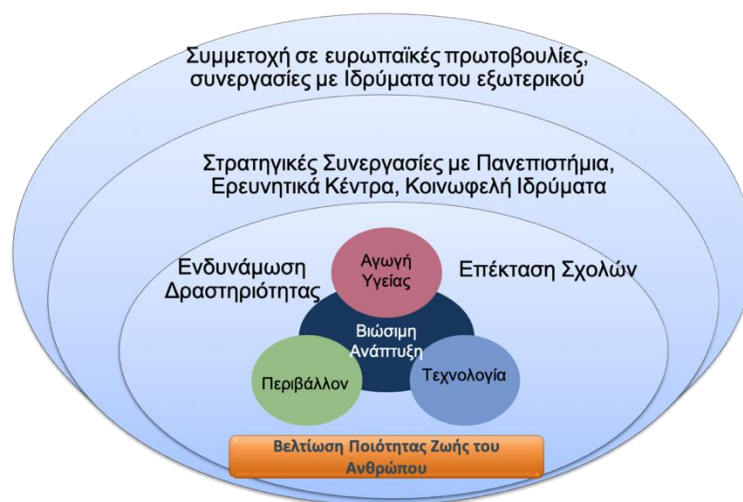 Συμμετοχή σε ευρωπαϊκές πρωτοβουλίες,
συνεργασίες με Ιδρύματα του εξωτερικού
Στρατηγικές Συνεργασίες με Πανεπιστήμια,
Ερευνητικά Κέντρα, Κοινωφελή Ιδρύματα
Ενδυνάμωση
Δραστηριότητας
Αγωγή
Υγείας
Επέκταση Σχολών
Βιώσιμη
Ανάπτυξη
Περιβάλλον
Τεχνολογία
Βελτίωση Ποιότητας Ζωής του
Ανθρώπου